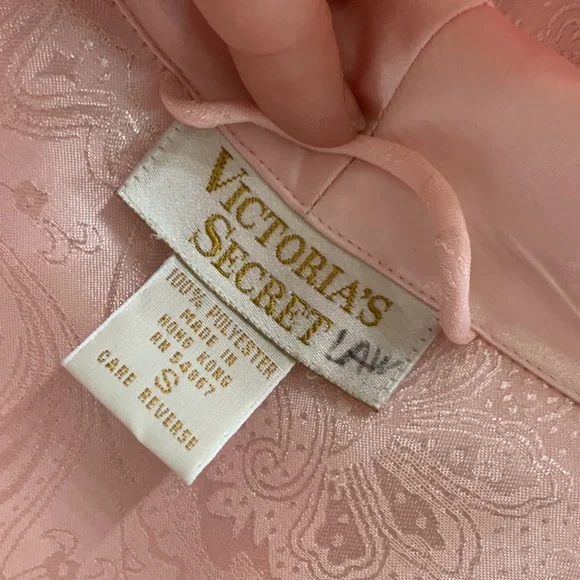 VICTORIA'S
SECRET
100% POLYESTER
MADE IN
HONG KONG
RN 54867
S
CARE REVERSE